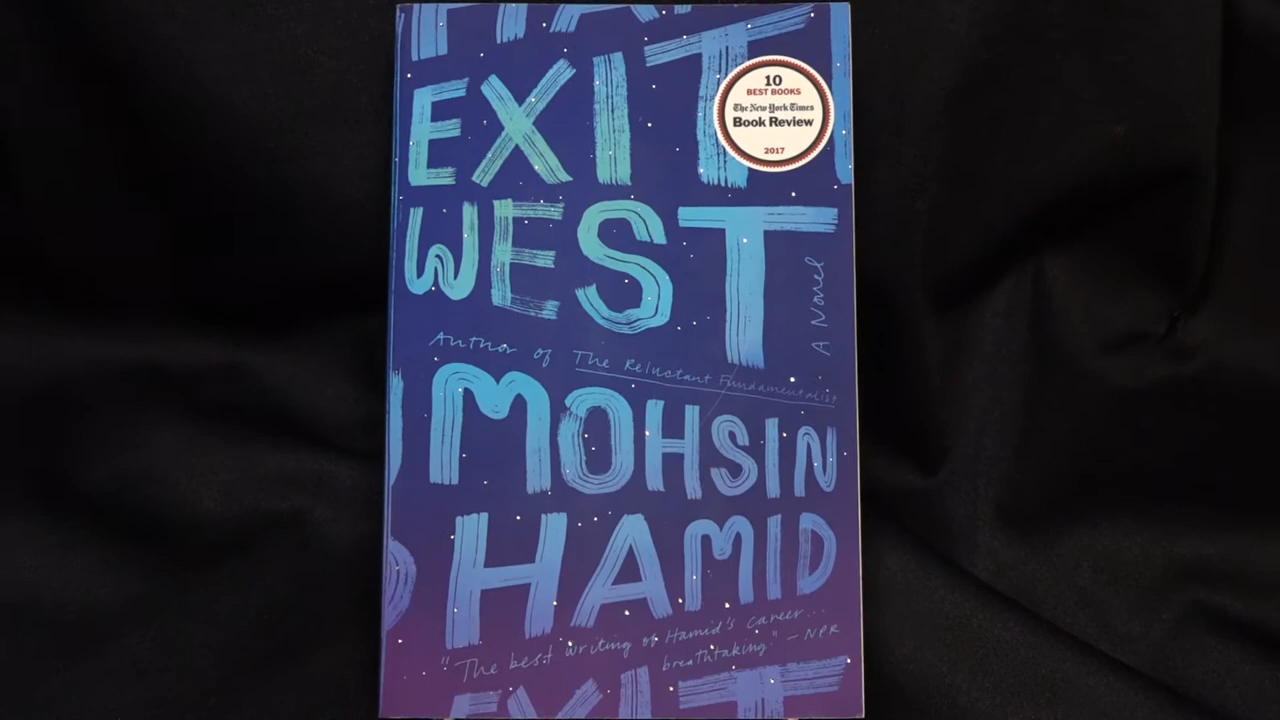 EXIT
10
BEST BOOKS
The New York Times
Book Review
2017
WEST
A Novel
Author of The Reluctant Fundamentalist
MOHSIN
HAMID
"The best writing of Hamid's career...
breathtaking." – NPR
EXIT